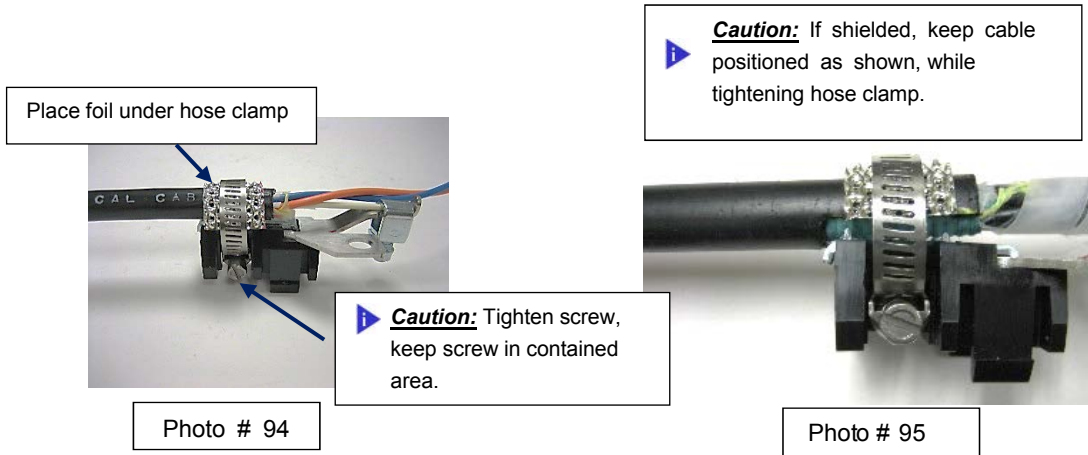 Caution: If shielded, keep cable
positioned as shown, while
tightening hose clamp.
Place foil under hose clamp
CAL CAB
Caution: Tighten screw,
keep screw in contained
area.
Photo # 94
Photo # 95